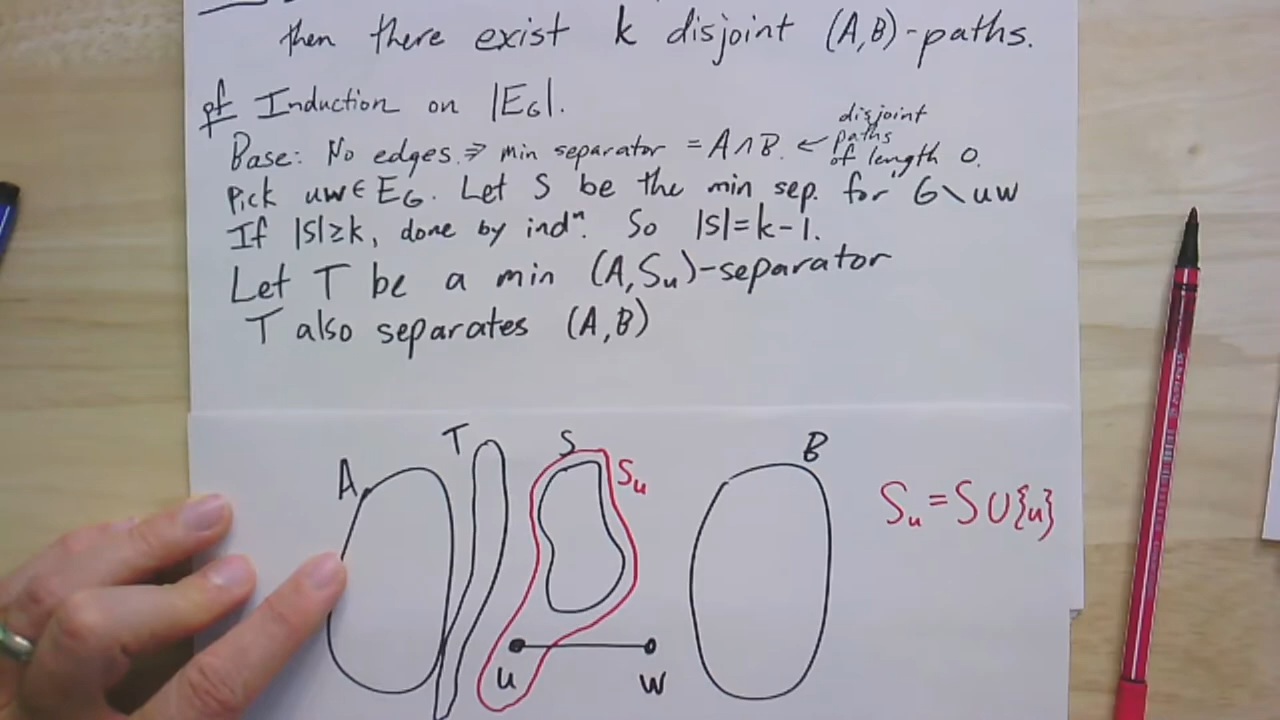 then there exist k disjoint (A,B)-paths.
pf Induction on |E_G|.
Base: No edges. ⇒ min separator = A∩B. ← disjoint paths of length 0.
Pick uw ∈ E_G. Let S be the min sep. for G\uw
If |S|≥k, done by indⁿ. So |S|=k-1.
Let T be a min (A,S_u)-separator
T also separates (A,B)
A T S S_u B
S_u = S∪{u}
u w